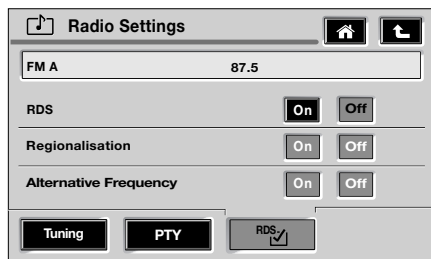 Radio Settings
FM A 87.5
RDS On Off
Regionalisation On Off
Alternative Frequency On Off
Tuning PTY RDS